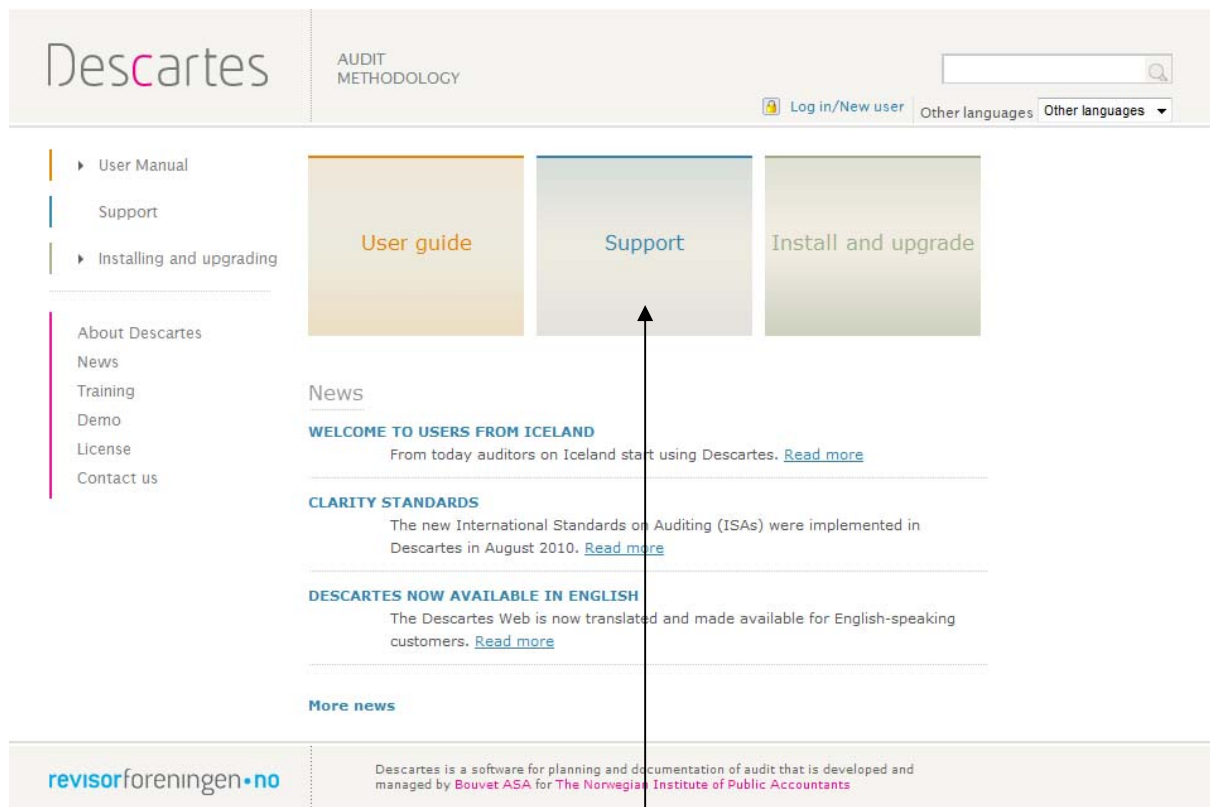 Descartes
AUDIT
METHODOLOGY
Log in/New user
Other languages
Other languages
User Manual
Support
Installing and upgrading
About Descartes
News
Training
Demo
License
Contact us
User guide
Support
Install and upgrade
News
WELCOME TO USERS FROM ICELAND
From today auditors on Iceland start using Descartes. Read more
CLARITY STANDARDS
The new International Standards on Auditing (ISAs) were implemented in
Descartes in August 2010. Read more
DESCARTES NOW AVAILABLE IN ENGLISH
The Descartes Web is now translated and made available for English-speaking
customers. Read more
More news
revisorforeningen•no
Descartes is a software for planning and documentation of audit that is developed and
managed by Bouvet ASA for The Norwegian Institute of Public Accountants